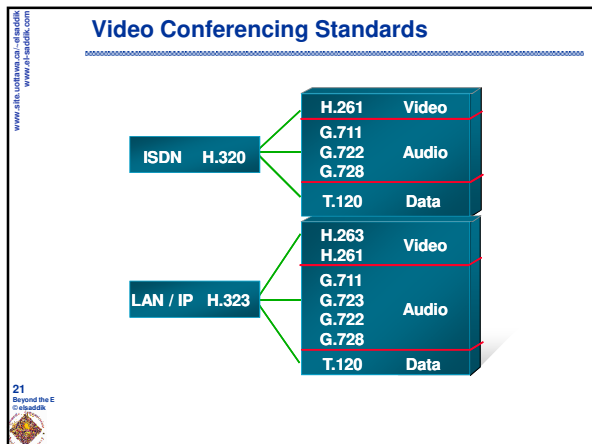 www.site.uottawa.ca/~elsaddik
www.el-saddik.com
Video Conferencing Standards
ISDN H.320
H.261 Video
G.711
G.722 Audio
G.728
T.120 Data
LAN / IP H.323
H.263 Video
H.261
G.711
G.723 Audio
G.722
G.728
T.120 Data
21
Beyond the E
© elsaddik